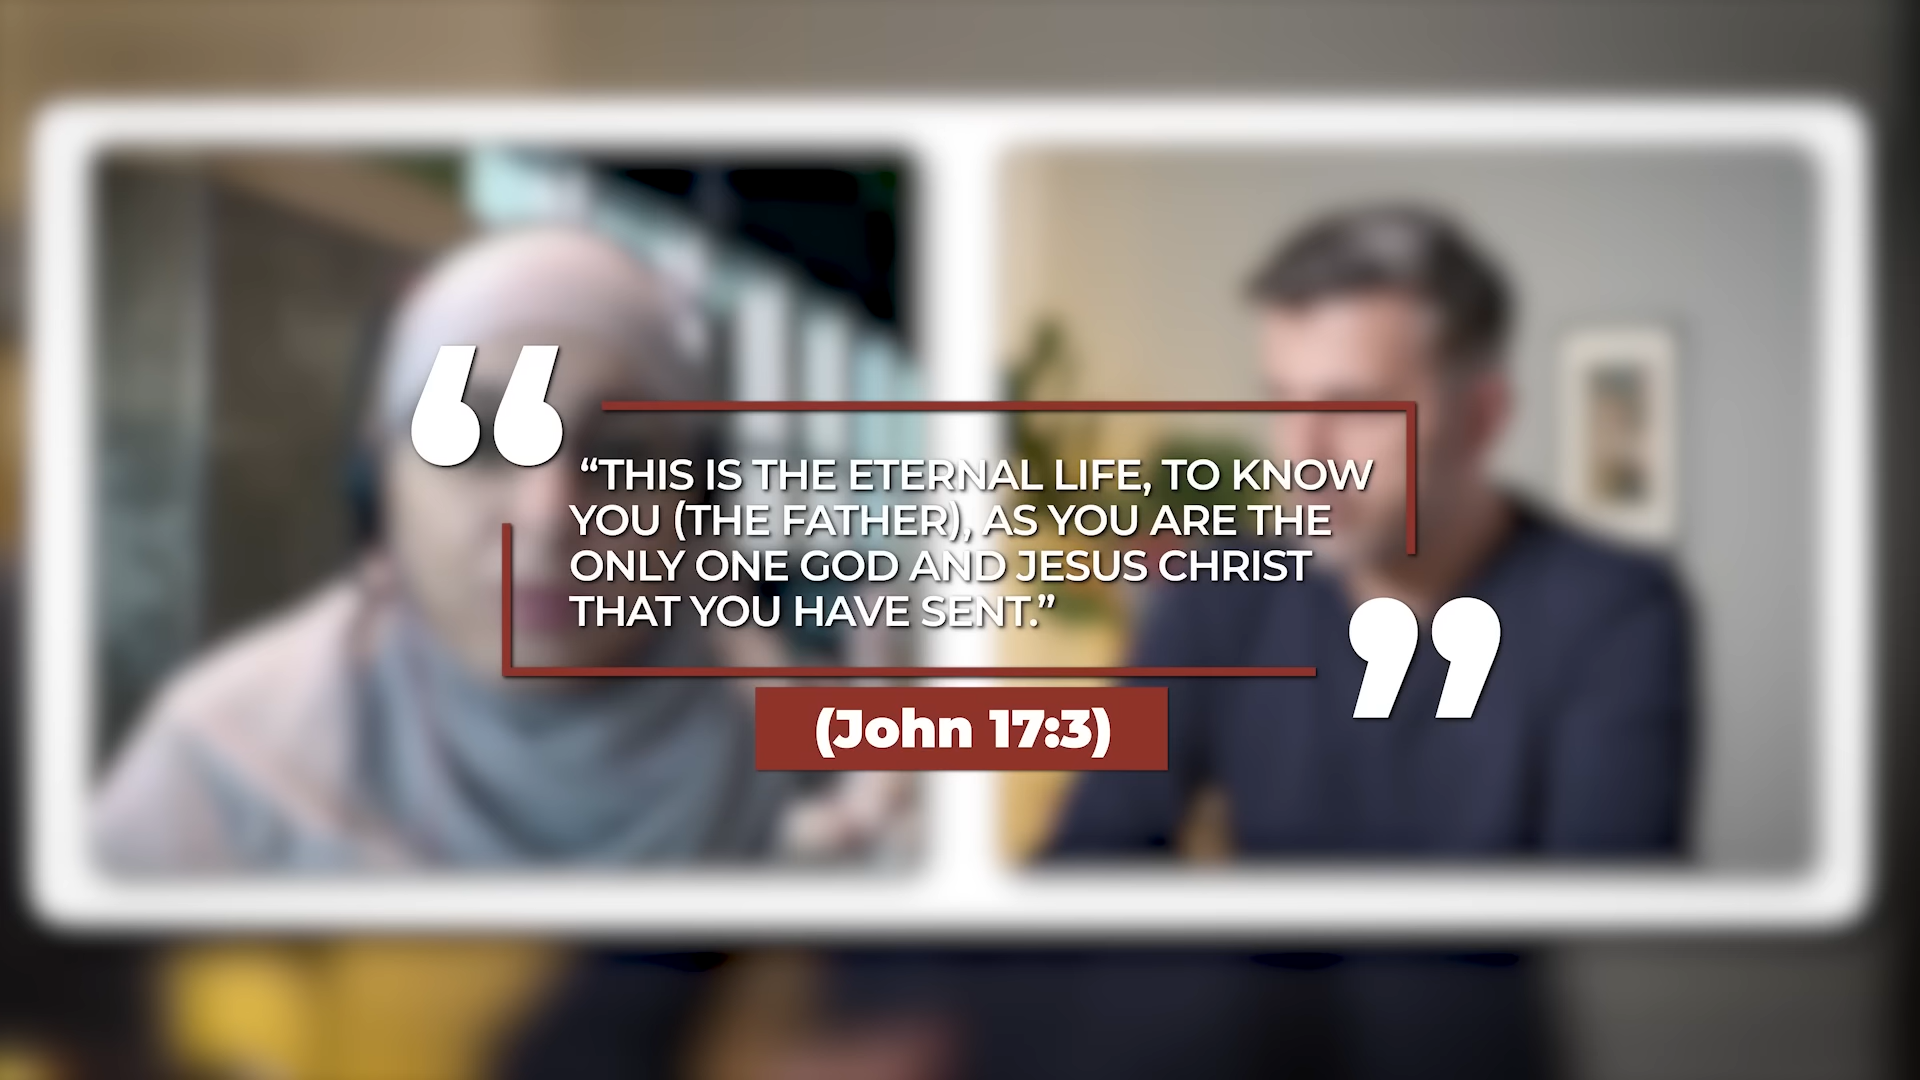 “THIS IS THE ETERNAL LIFE, TO KNOW
YOU (THE FATHER), AS YOU ARE THE
ONLY ONE GOD AND JESUS CHRIST
THAT YOU HAVE SENT.”
(John 17:3)